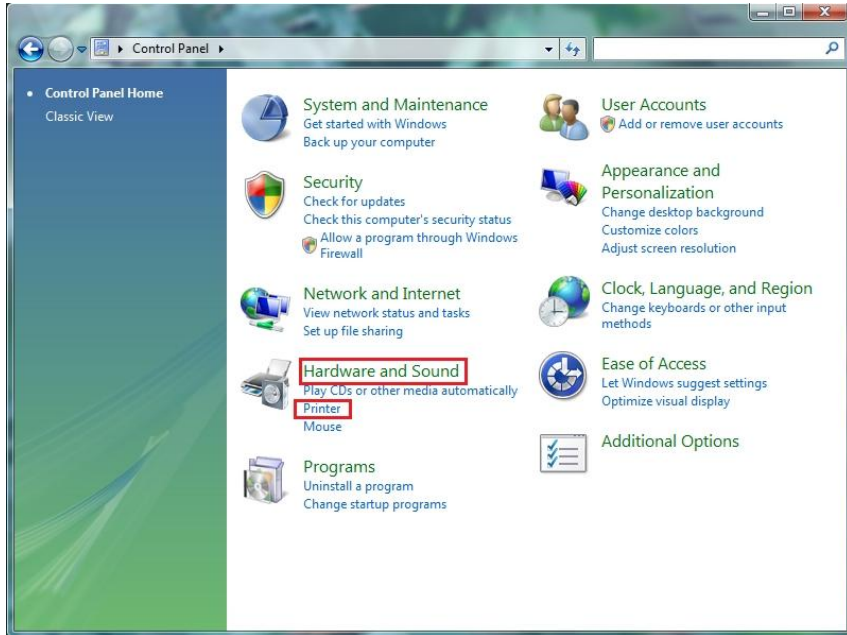 Control Panel
Control Panel Home
Classic View
System and Maintenance
Get started with Windows
Back up your computer
Security
Check for updates
Check this computer's security status
Allow a program through Windows
Firewall
Network and Internet
View network status and tasks
Set up file sharing
Hardware and Sound
Play CDs or other media automatically
Printer
Mouse
Programs
Uninstall a program
Change startup programs
User Accounts
Add or remove user accounts
Appearance and
Personalization
Change desktop background
Customize colors
Adjust screen resolution
Clock, Language, and Region
Change keyboards or other input
methods
Ease of Access
Let Windows suggest settings
Optimize visual display
Additional Options